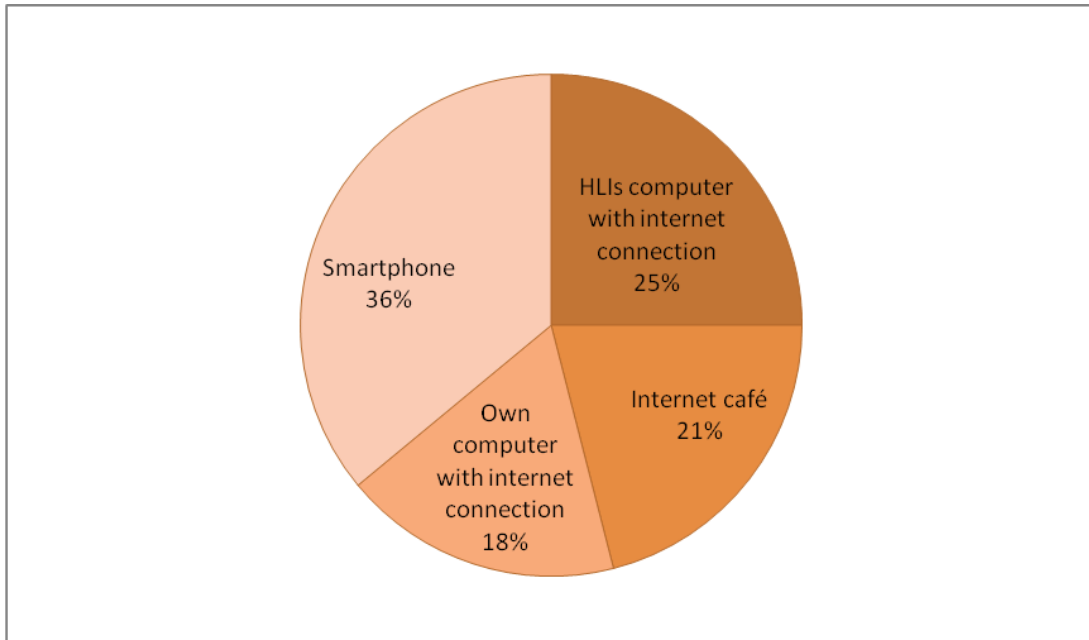 HLIs computer
with internet
connection
25%
Internet café
21%
Own
computer
with internet
connection
18%
Smartphone
36%